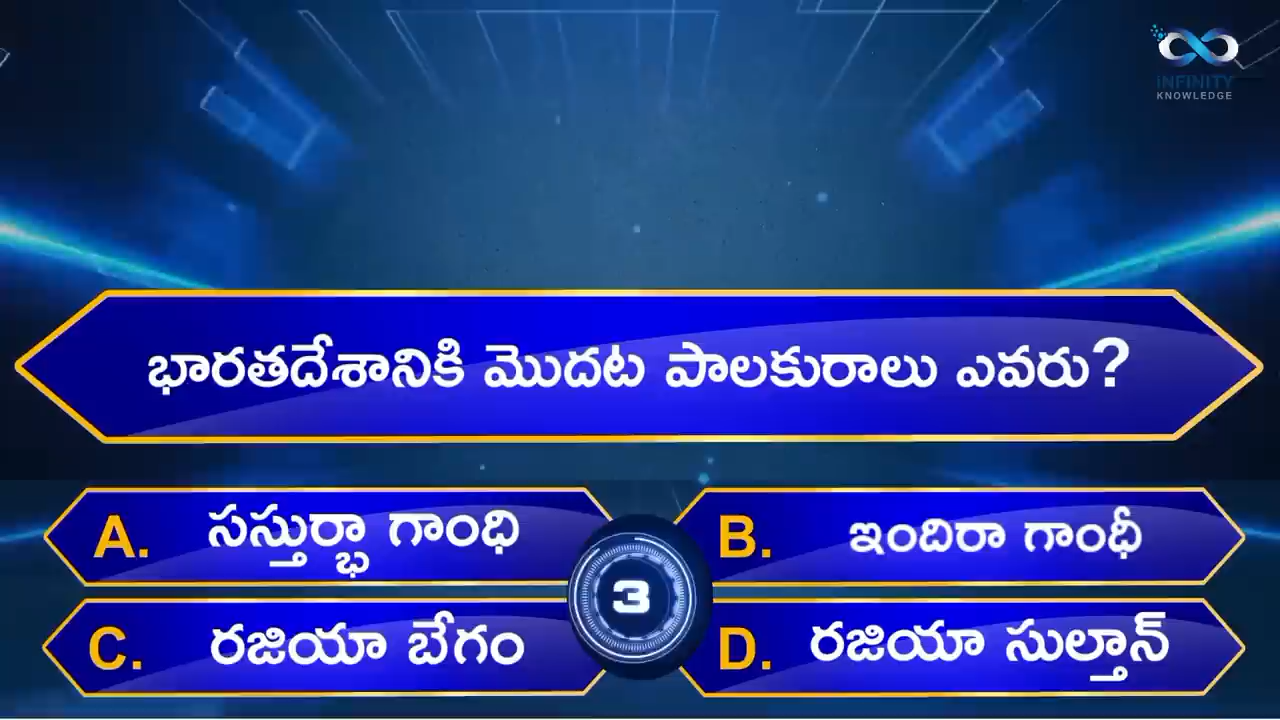 INFINITY
KNOWLEDGE
భారతదేశానికి మొదట పాలకురాలు ఎవరు?
A. సస్తుర్భా గాంధి
B. ఇందిరా గాంధీ
3
C. రజియా బేగం
D. రజియా సుల్తాన్